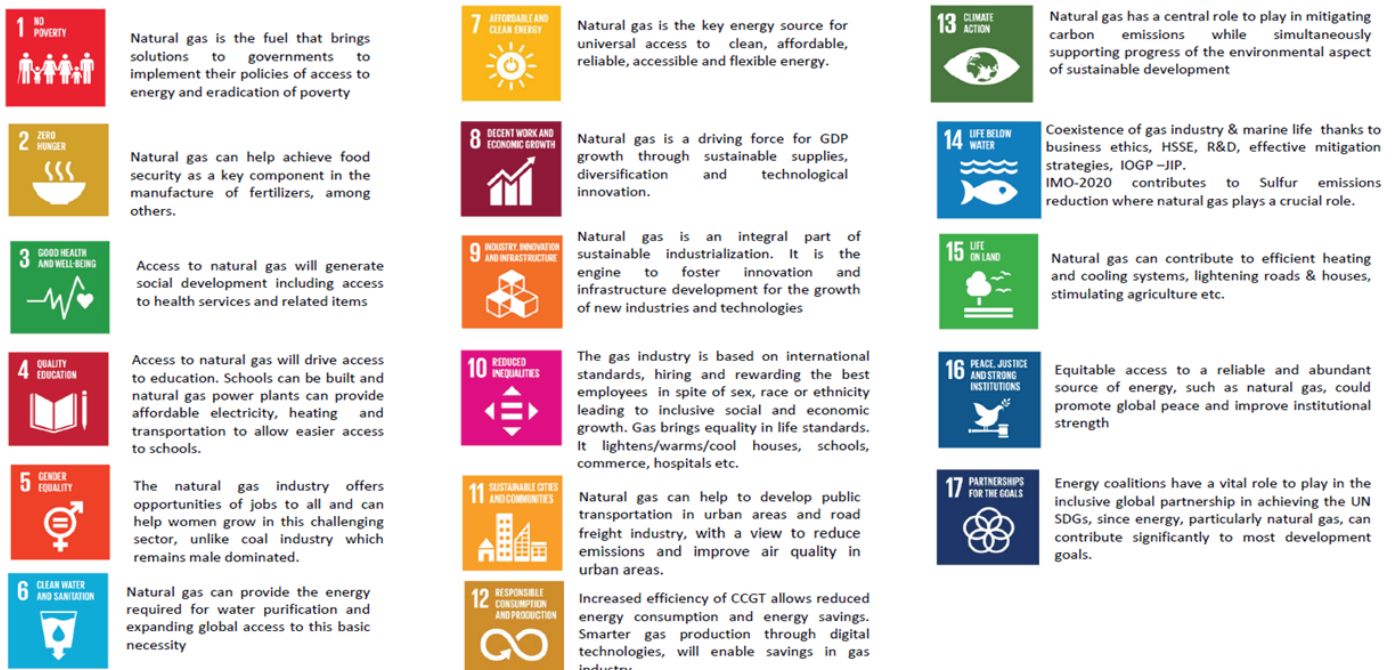 1 NO
POVERTY
Natural gas is the fuel that brings
solutions to governments to
implement their policies of access to
energy and eradication of poverty
2 ZERO
HUNGER
Natural gas can help achieve food
security as a key component in the
manufacture of fertilizers, among
others.
3 GOOD HEALTH
AND WELL-BEING
Access to natural gas will generate
social development including access
to health services and related items
4 QUALITY
EDUCATION
Access to natural gas will drive access
to education. Schools can be built and
natural gas power plants can provide
affordable electricity, heating and
transportation to allow easier access
to schools.
5 GENDER
EQUALITY
The natural gas industry offers
opportunities of jobs to all and can
help women grow in this challenging
sector, unlike coal industry which
remains male dominated.
6 CLEAN WATER
AND SANITATION
Natural gas can provide the energy
required for water purification and
expanding global access to this basic
necessity
7 AFFORDABLE AND
CLEAN ENERGY
Natural gas is the key energy source for
universal access to clean, affordable,
reliable, accessible and flexible energy.
8 DECENT WORK AND
ECONOMIC GROWTH
Natural gas is a driving force for GDP
growth through sustainable supplies,
diversification and technological
innovation.
9 INDUSTRY, INNOVATION
AND INFRASTRUCTURE
Natural gas is an integral part of
sustainable industrialization. It is the
engine to foster innovation and
infrastructure development for the growth
of new industries and technologies
10 REDUCED
INEQUALITIES
The gas industry is based on international
standards, hiring and rewarding the best
employees in spite of sex, race or ethnicity
leading to inclusive social and economic
growth. Gas brings equality in life standards.
It lightens/warms/cool houses, schools,
commerce, hospitals etc.
11 SUSTAINABLE CITIES
AND COMMUNITIES
Natural gas can help to develop public
transportation in urban areas and road
freight industry, with a view to reduce
emissions and improve air quality in
urban areas.
12 RESPONSIBLE
CONSUMPTION
AND PRODUCTION
Increased efficiency of CCGT allows reduced
energy consumption and energy savings.
Smarter gas production through digital
technologies, will enable savings in gas
industry
13 CLIMATE
ACTION
Natural gas has a central role to play in mitigating
carbon emissions while simultaneously
supporting progress of the environmental aspect
of sustainable development
14 LIFE BELOW
WATER
Coexistence of gas industry & marine life thanks to
business ethics, HSSE, R&D, effective mitigation
strategies, IOGP –JIP.
IMO-2020 contributes to Sulfur emissions
reduction where natural gas plays a crucial role.
15 LIFE
ON LAND
Natural gas can contribute to efficient heating
and cooling systems, lightening roads & houses,
stimulating agriculture etc.
16 PEACE, JUSTICE
AND STRONG
INSTITUTIONS
Equitable access to a reliable and abundant
source of energy, such as natural gas, could
promote global peace and improve institutional
strength
17 PARTNERSHIPS
FOR THE GOALS
Energy coalitions have a vital role to play in the
inclusive global partnership in achieving the UN
SDGs, since energy, particularly natural gas, can
contribute significantly to most development
goals.